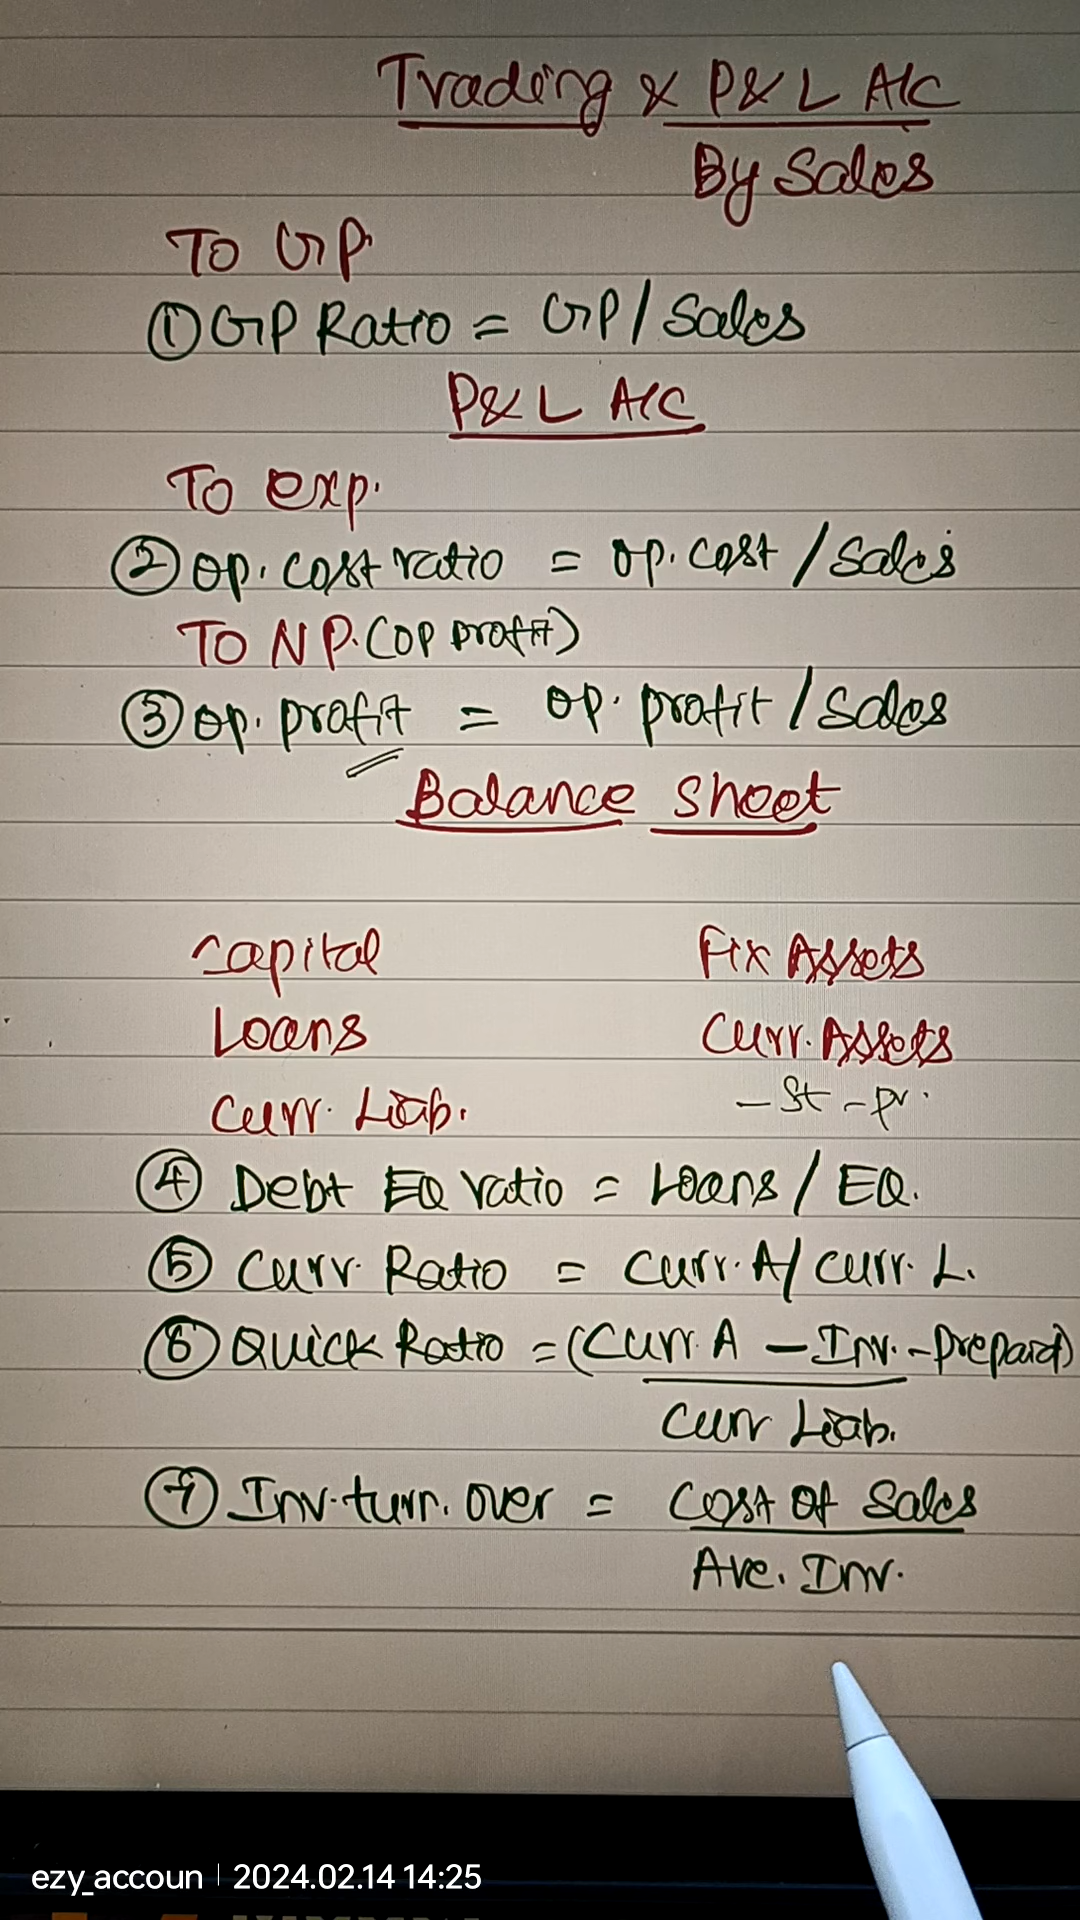 Trading & P&L A/C
By Sales
To GP.
① GP Ratio = GP / Sales
P&L A/C
To exp.
② Op. cost ratio = Op. cost / Sales
To NP. (Op profit)
③ Op. profit = Op. profit / Sales
Balance Sheet
Capital Fix Assets
Loans Curr. Assets
Curr. Liab. - St - pr.
④ Debt EQ ratio = Loans / EQ.
⑤ Curr. Ratio = Curr. A / Curr. L.
⑥ Quick Ratio = (Curr. A - Inv. - Prepaid)
Curr Liab.
⑦ Inv. turn. over = Cost of Sales
Ave. Inv.
ezy_accoun | 2024.02.14 14:25